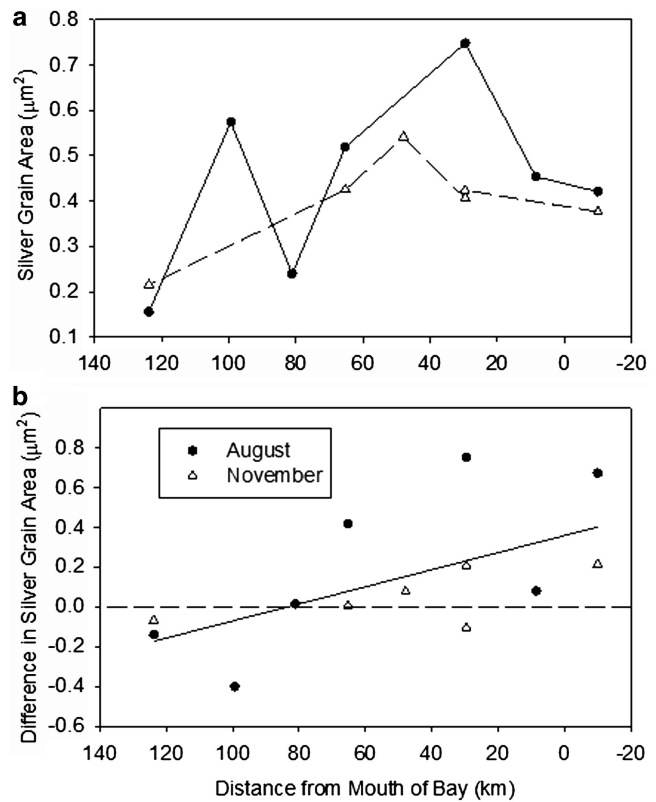 a
Silver Grain Area (μm²)
0.8
0.7
0.6
0.5
0.4
0.3
0.2
0.1
140 120 100 80 60 40 20 0 -20
b
Difference in Silver Grain Area (μm²)
0.8
0.6
0.4
0.2
0.0
-0.2
-0.4
-0.6
August
November
140 120 100 80 60 40 20 0 -20
Distance from Mouth of Bay (km)